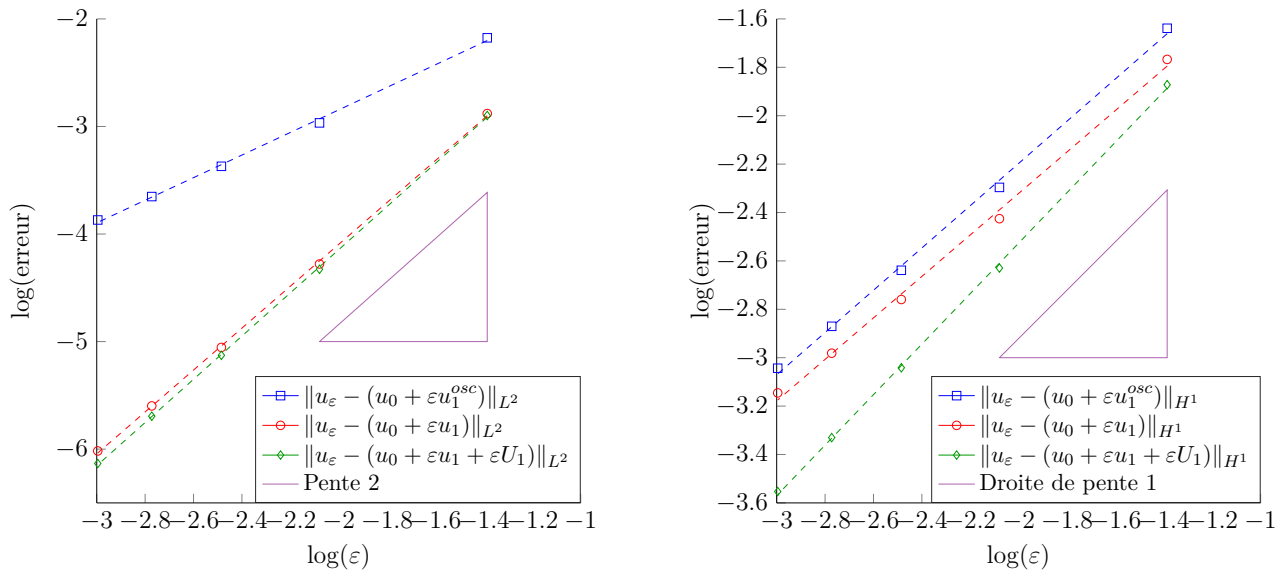 −2
−3
−4
−5
−6
−3 −2.8 −2.6 −2.4 −2.2 −2 −1.8 −1.6 −1.4 −1.2 −1
log(ε)
log(erreur)
‖u_ε − (u_0 + εu_1^{osc})‖_{L^2}
‖u_ε − (u_0 + εu_1)‖_{L^2}
‖u_ε − (u_0 + εu_1 + εU_1)‖_{L^2}
Pente 2
−1.6
−1.8
−2
−2.2
−2.4
−2.6
−2.8
−3
−3.2
−3.4
−3.6
−3 −2.8 −2.6 −2.4 −2.2 −2 −1.8 −1.6 −1.4 −1.2 −1
log(ε)
log(erreur)
‖u_ε − (u_0 + εu_1^{osc})‖_{H^1}
‖u_ε − (u_0 + εu_1)‖_{H^1}
‖u_ε − (u_0 + εu_1 + εU_1)‖_{H^1}
Droite de pente 1